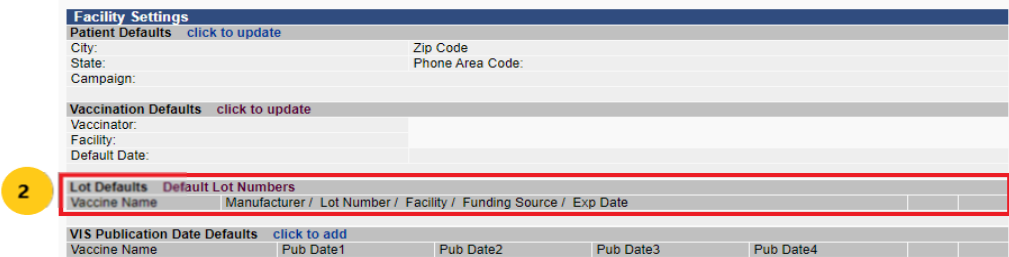 Facility Settings
Patient Defaults click to update
City: Zip Code
State: Phone Area Code:
Campaign:
Vaccination Defaults click to update
Vaccinator:
Facility:
Default Date:
2
Lot Defaults Default Lot Numbers
Vaccine Name Manufacturer / Lot Number / Facility / Funding Source / Exp Date
VIS Publication Date Defaults click to add
Vaccine Name Pub Date1 Pub Date2 Pub Date3 Pub Date4